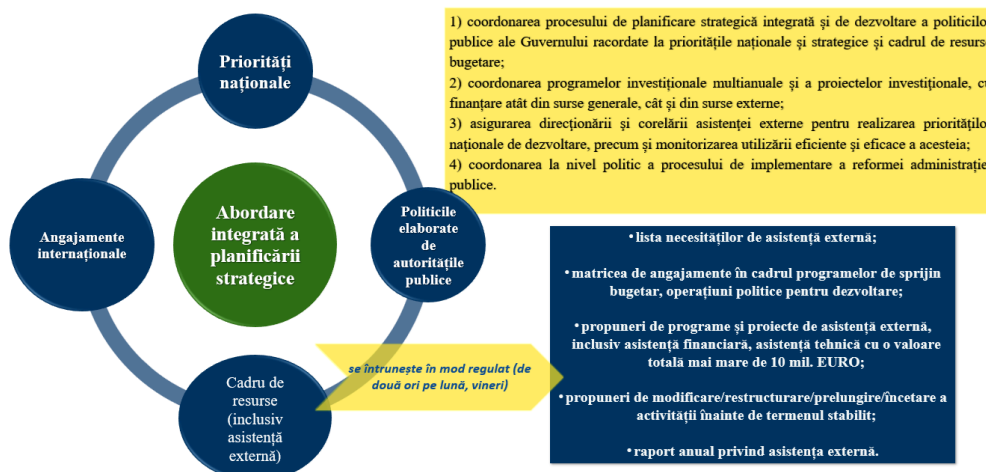 Priorități
naționale
Angajamente
internaționale
Abordare
integrată a
planificării
strategice
Politicile
elaborate
de
autoritățile
publice
Cadru de
resurse
(inclusiv
asistență
externă)
1) coordonarea procesului de planificare strategică integrată și de dezvoltare a politicilo
publice ale Guvernului racordate la prioritățile naționale și strategice și cadrul de resurse
bugetare;
2) coordonarea programelor investiționale multianuale și a proiectelor investiționale, cu
finanțare atât din surse generale, cât și din surse externe;
3) asigurarea direcționării și corelării asistenței externe pentru realizarea prioritățilo
naționale de dezvoltare, precum și monitorizarea utilizării eficiente și eficace a acesteia;
4) coordonarea la nivel politic a procesului de implementare a reformei administrație
publice.
se întrunește în mod regulat (de
două ori pe lună, vineri)
• lista necesităților de asistență externă;
• matricea de angajamente în cadrul programelor de sprijin
bugetar, operațiuni politice pentru dezvoltare;
• propuneri de programe și proiecte de asistență externă,
inclusiv asistență financiară, asistență tehnică cu o valoare
totală mai mare de 10 mil. EURO;
• propuneri de modificare/restructurare/prelungire/încetare a
activității înainte de termenul stabilit;
• raport anual privind asistența externă.